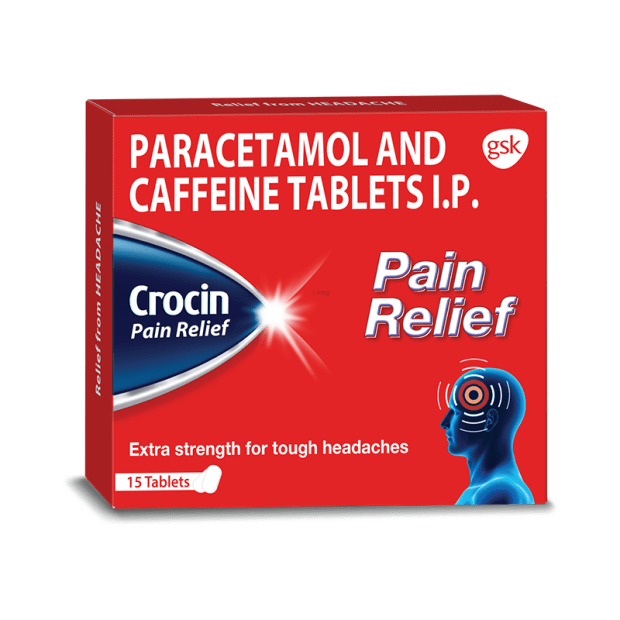 Relief from HEADACHE
PARACETAMOL AND
CAFFEINE TABLETS I.P.
gsk
Relief from HEADACHE
Crocin
Pain Relief
Pain
Relief
Extra strength for tough headaches
15 Tablets